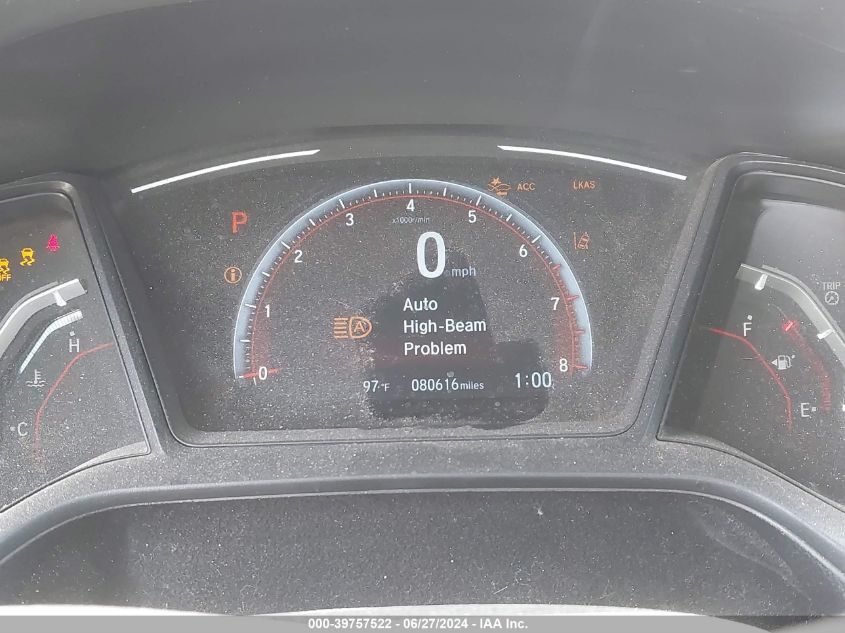 ACC
LKAS
4
x1000r/min
3
5
P
2
6
0 mph
OFF
TRIP
1
Auto
7
High-Beam
Problem
A
H
F
0
8
97°F
080616miles
1:00
C
E
000-39757522 - 06/27/2024 - IAA Inc.